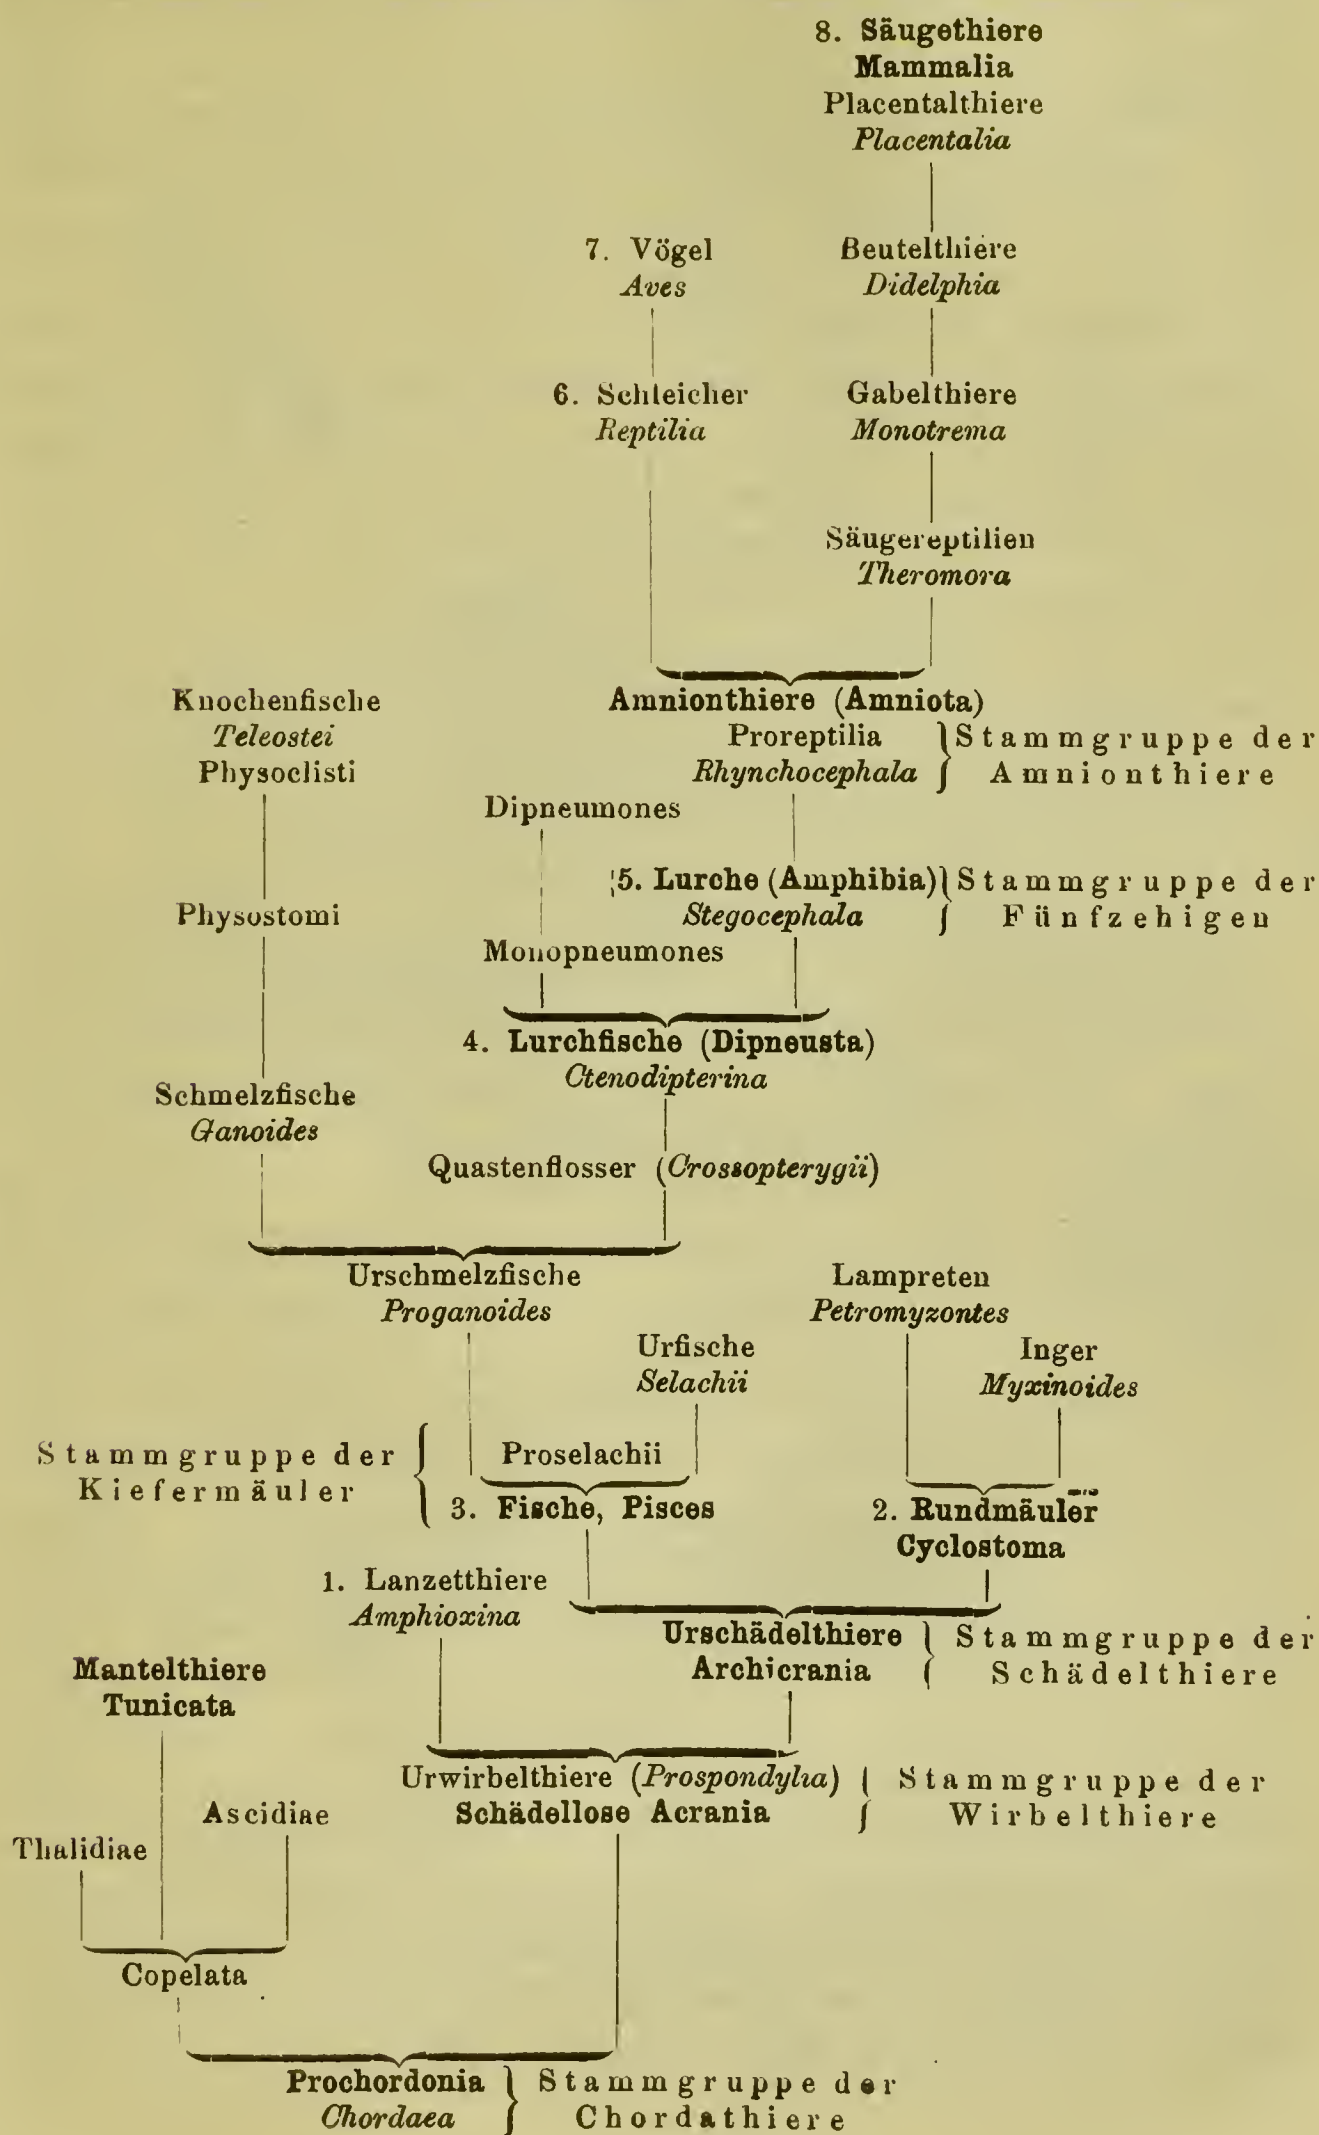 8. Säugethiere
Mammalia
Placentalthiere
Placentalia
7. Vögel
Aves
Beutelthiere
Didelphia
6. Schleicher
Reptilia
Gabelthiere
Monotrema
Säugereptilien
Theromora
Amnionthiere (Amniota)
Proreptilia
Rhynchocephala
Stammgruppe der
Amnionthiere
Knochenfische
Teleostei
Physoclisti
Dipneumones
5. Lurche (Amphibia)
Stegocephala
Stammgruppe der
Fünfzehigen
Physostomi
Monopneumones
4. Lurchfische (Dipneusta)
Ctenodipterina
Schmelzfische
Ganoides
Quastenflosser (Crossopterygii)
Urschmelzfische
Proganoides
Lampreten
Petromyzontes
Urfische
Selachii
Inger
Myxinoides
Stammgruppe der
Kiefermäuler
Proselachii
3. Fische, Pisces
2. Rundmäuler
Cyclostoma
1. Lanzetthiere
Amphioxina
Urschädelthiere
Archicrania
Stammgruppe der
Schädelthiere
Mantelthiere
Tunicata
Urwirbelthiere (Prospondylia)
Schädellose Acrania
Stammgruppe der
Wirbelthiere
Ascidiae
Thalidiae
Copelata
Prochordonia
Chordaea
Stammgruppe der
Chordathiere